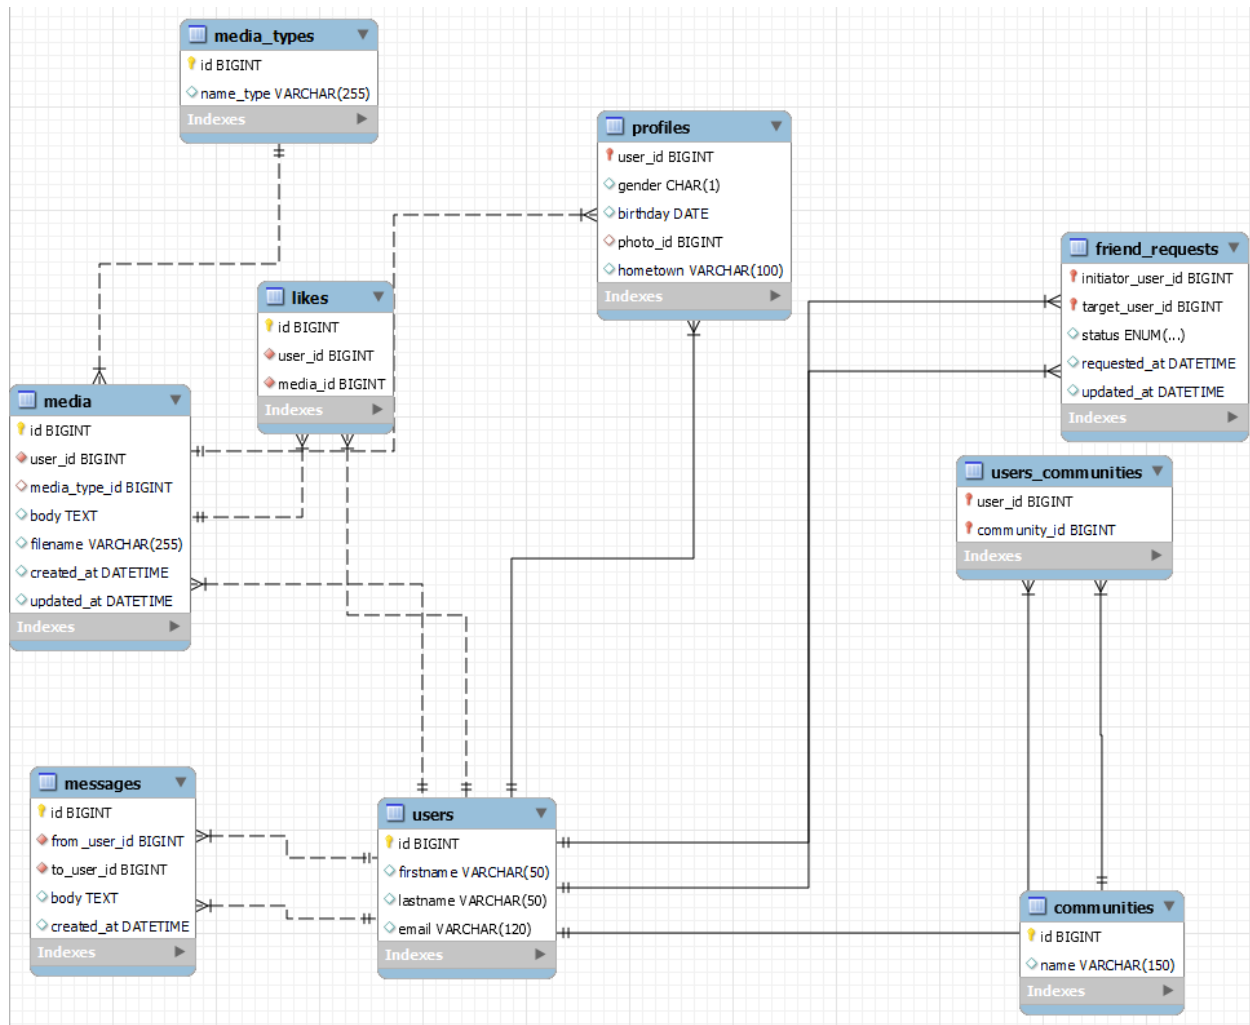 media_types
id BIGINT
name_type VARCHAR(255)
Indexes
profiles
user_id BIGINT
gender CHAR(1)
birthday DATE
photo_id BIGINT
hometown VARCHAR(100)
Indexes
friend_requests
initiator_user_id BIGINT
target_user_id BIGINT
status ENUM(...)
requested_at DATETIME
updated_at DATETIME
Indexes
likes
id BIGINT
user_id BIGINT
media_id BIGINT
Indexes
media
id BIGINT
user_id BIGINT
media_type_id BIGINT
body TEXT
filename VARCHAR(255)
created_at DATETIME
updated_at DATETIME
Indexes
users_communities
user_id BIGINT
community_id BIGINT
Indexes
messages
id BIGINT
from_user_id BIGINT
to_user_id BIGINT
body TEXT
created_at DATETIME
Indexes
users
id BIGINT
firstname VARCHAR(50)
lastname VARCHAR(50)
email VARCHAR(120)
Indexes
communities
id BIGINT
name VARCHAR(150)
Indexes